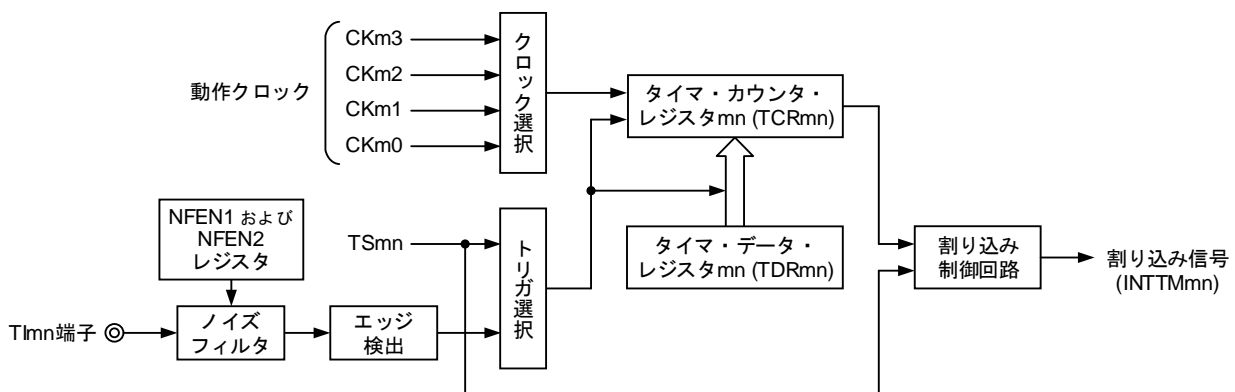 CKm3
CKm2
動作クロック
CKm1
CKm0
クロック選択
タイマ・カウンタ・
レジスタmn (TCRmn)
NFEN1 および
NFEN2
レジスタ
TSmn
トリガ選択
タイマ・データ・
レジスタmn (TDRmn)
割り込み
制御回路
割り込み信号
(INTTMmn)
TImn端子
ノイズ
フィルタ
エッジ
検出